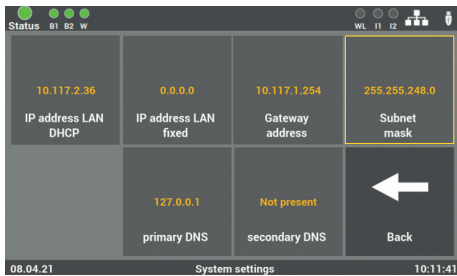 Status B1 B2 W WL I1 I2
10.117.2.36
IP address LAN
DHCP
0.0.0.0
IP address LAN
fixed
10.117.1.254
Gateway
address
255.255.248.0
Subnet
mask
127.0.0.1
primary DNS
Not present
secondary DNS
Back
08.04.21 System settings 10:11:41